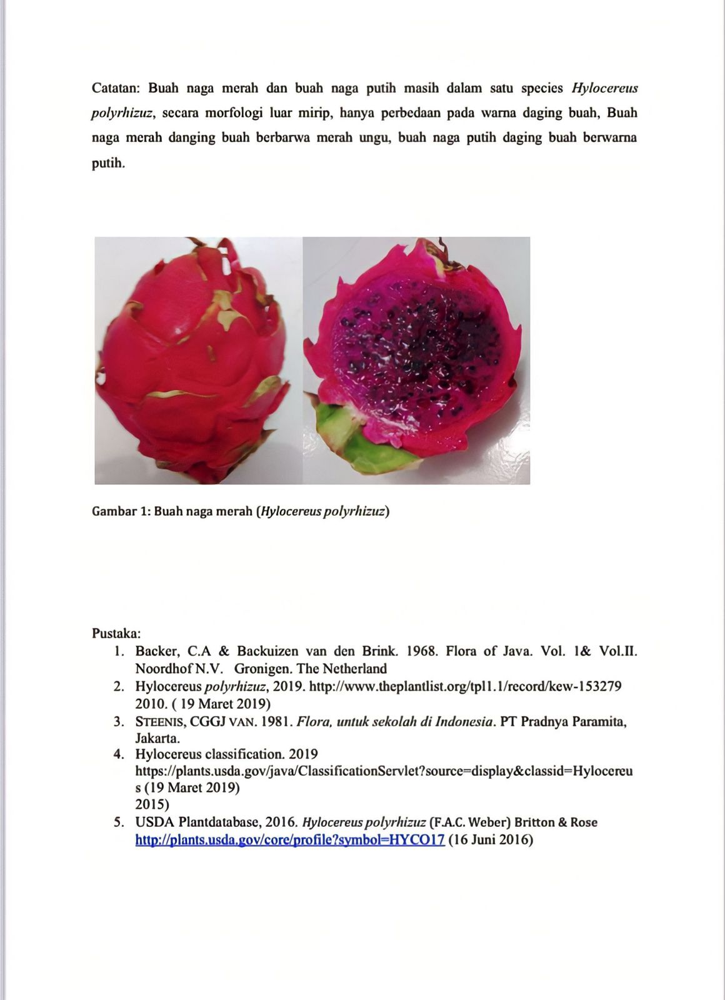 Catatan: Buah naga merah dan buah naga putih masih dalam satu species Hylocereus
polyrhizuz, secara morfologi luar mirip, hanya perbedaan pada warna daging buah, Buah
naga merah danging buah berbarwa merah ungu, buah naga putih daging buah berwarna
putih.
Gambar 1: Buah naga merah (Hylocereus polyrhizuz)
Pustaka:
1. Backer, C.A & Backuizen van den Brink. 1968. Flora of Java. Vol. 1& Vol.II.
Noordhof N.V. Gronigen. The Netherland
2. Hylocereus polyrhizuz, 2019. http://www.theplantlist.org/tpl1.1/record/kew-153279
2010. ( 19 Maret 2019)
3. STEENIS, CGGJ VAN. 1981. Flora, untuk sekolah di Indonesia. PT Pradnya Paramita,
Jakarta.
4. Hylocereus classification. 2019
https://plants.usda.gov/java/ClassificationServlet?source=display&classid=Hylocereu
s (19 Maret 2019)
2015)
5. USDA Plantdatabase, 2016. Hylocereus polyrhizuz (F.A.C. Weber) Britton & Rose
http://plants.usda.gov/core/profile?symbol=HYCO17 (16 Juni 2016)